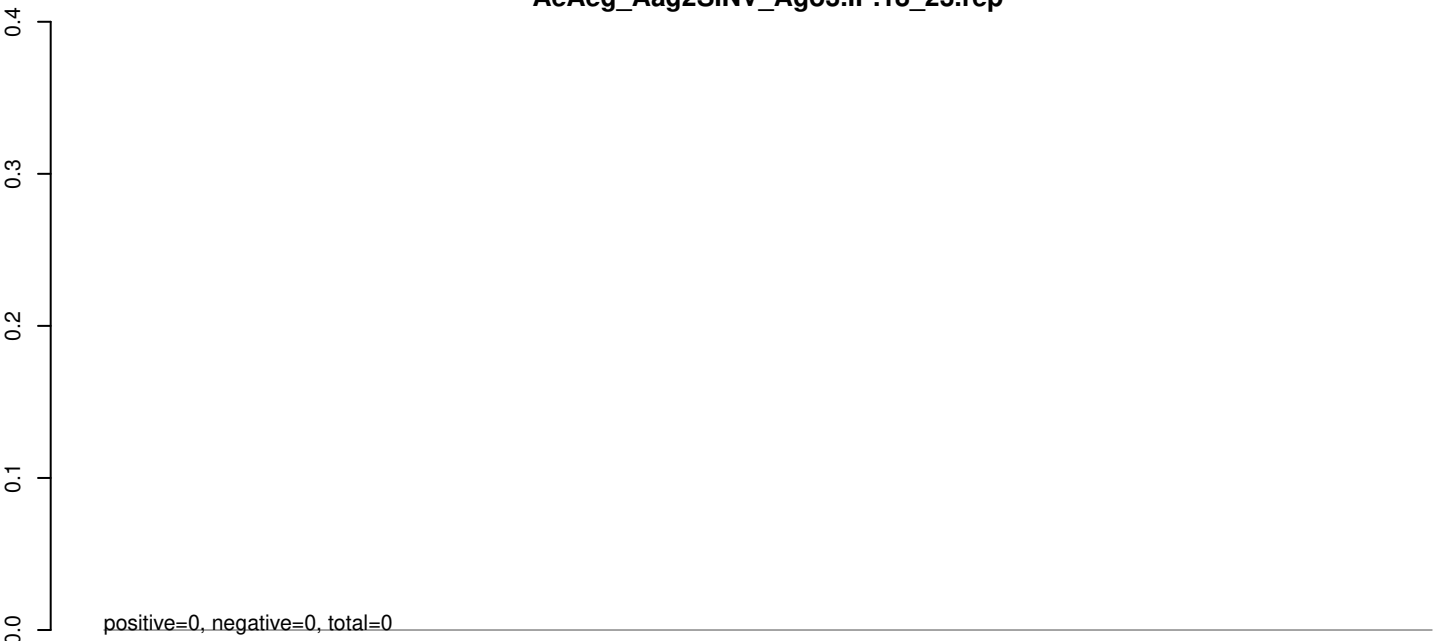 AeAeg_Aag2SINV_Ago3.IP.18_23.rep
0.4
0.3
0.2
0.1
0.0
positive=0, negative=0, total=0